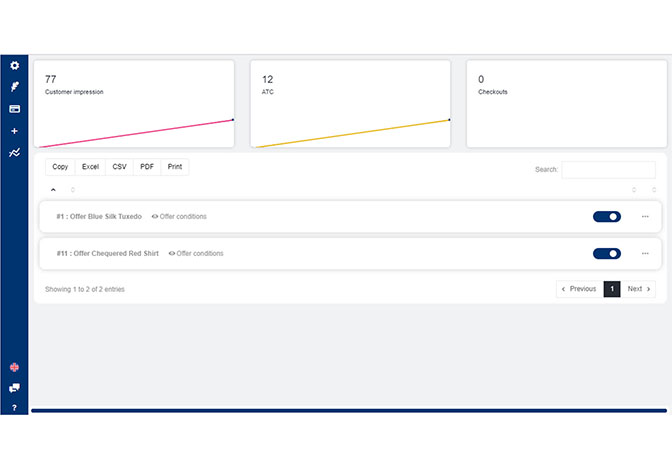 77
Customer impression
12
ATC
0
Checkouts
Copy Excel CSV PDF Print
Search:
#1 : Offer Blue Silk Tuxedo Offer conditions
#11 : Offer Chequered Red Shirt Offer conditions
Showing 1 to 2 of 2 entries
Previous 1 Next
?